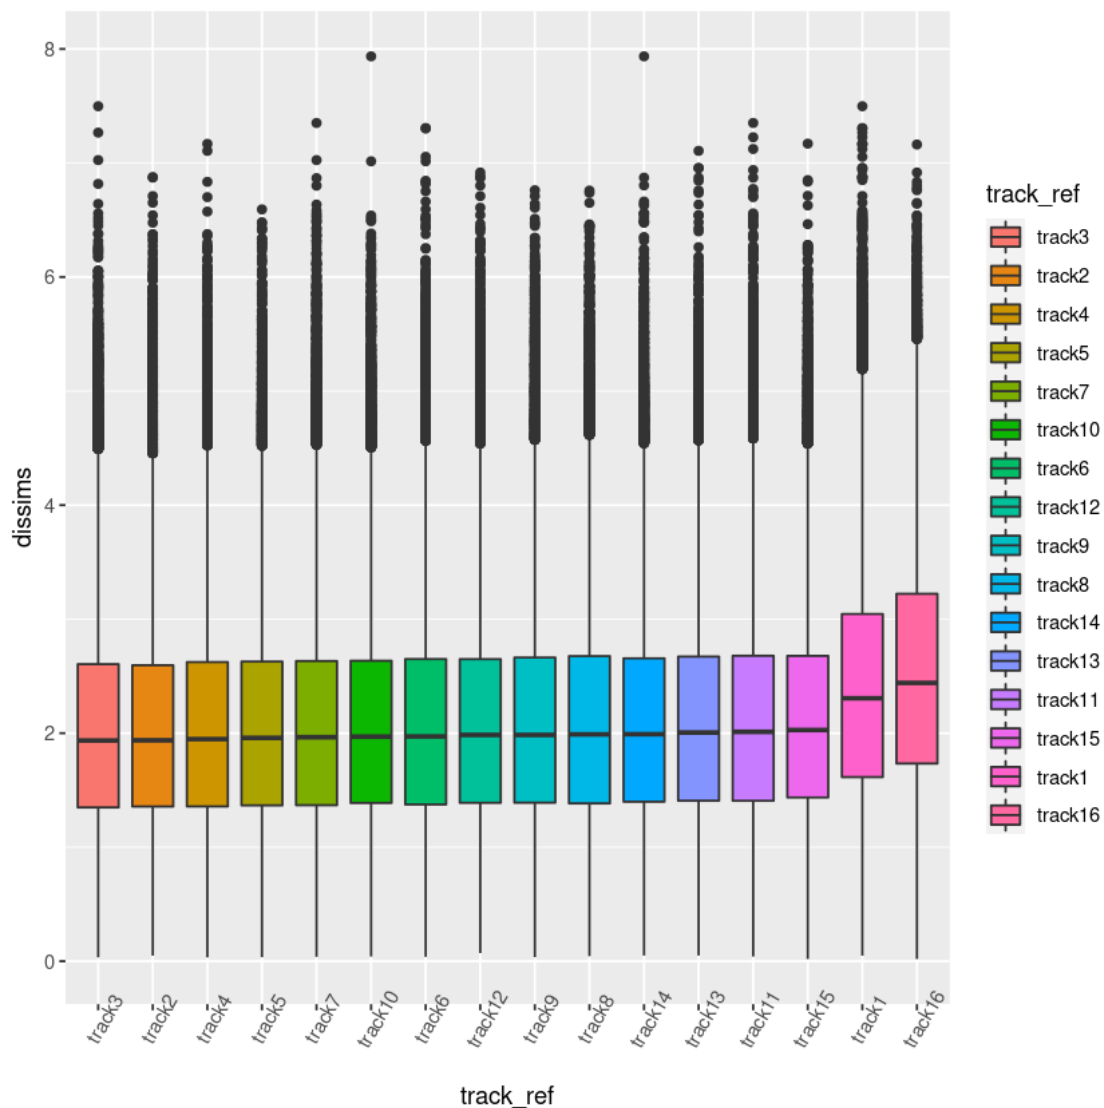 8
6
4
2
0
dissims
track3 track2 track4 track5 track7 track10 track6 track12 track9 track8 track14 track13 track11 track15 track1 track16
track_ref
track_ref
track3
track2
track4
track5
track7
track10
track6
track12
track9
track8
track14
track13
track11
track15
track1
track16